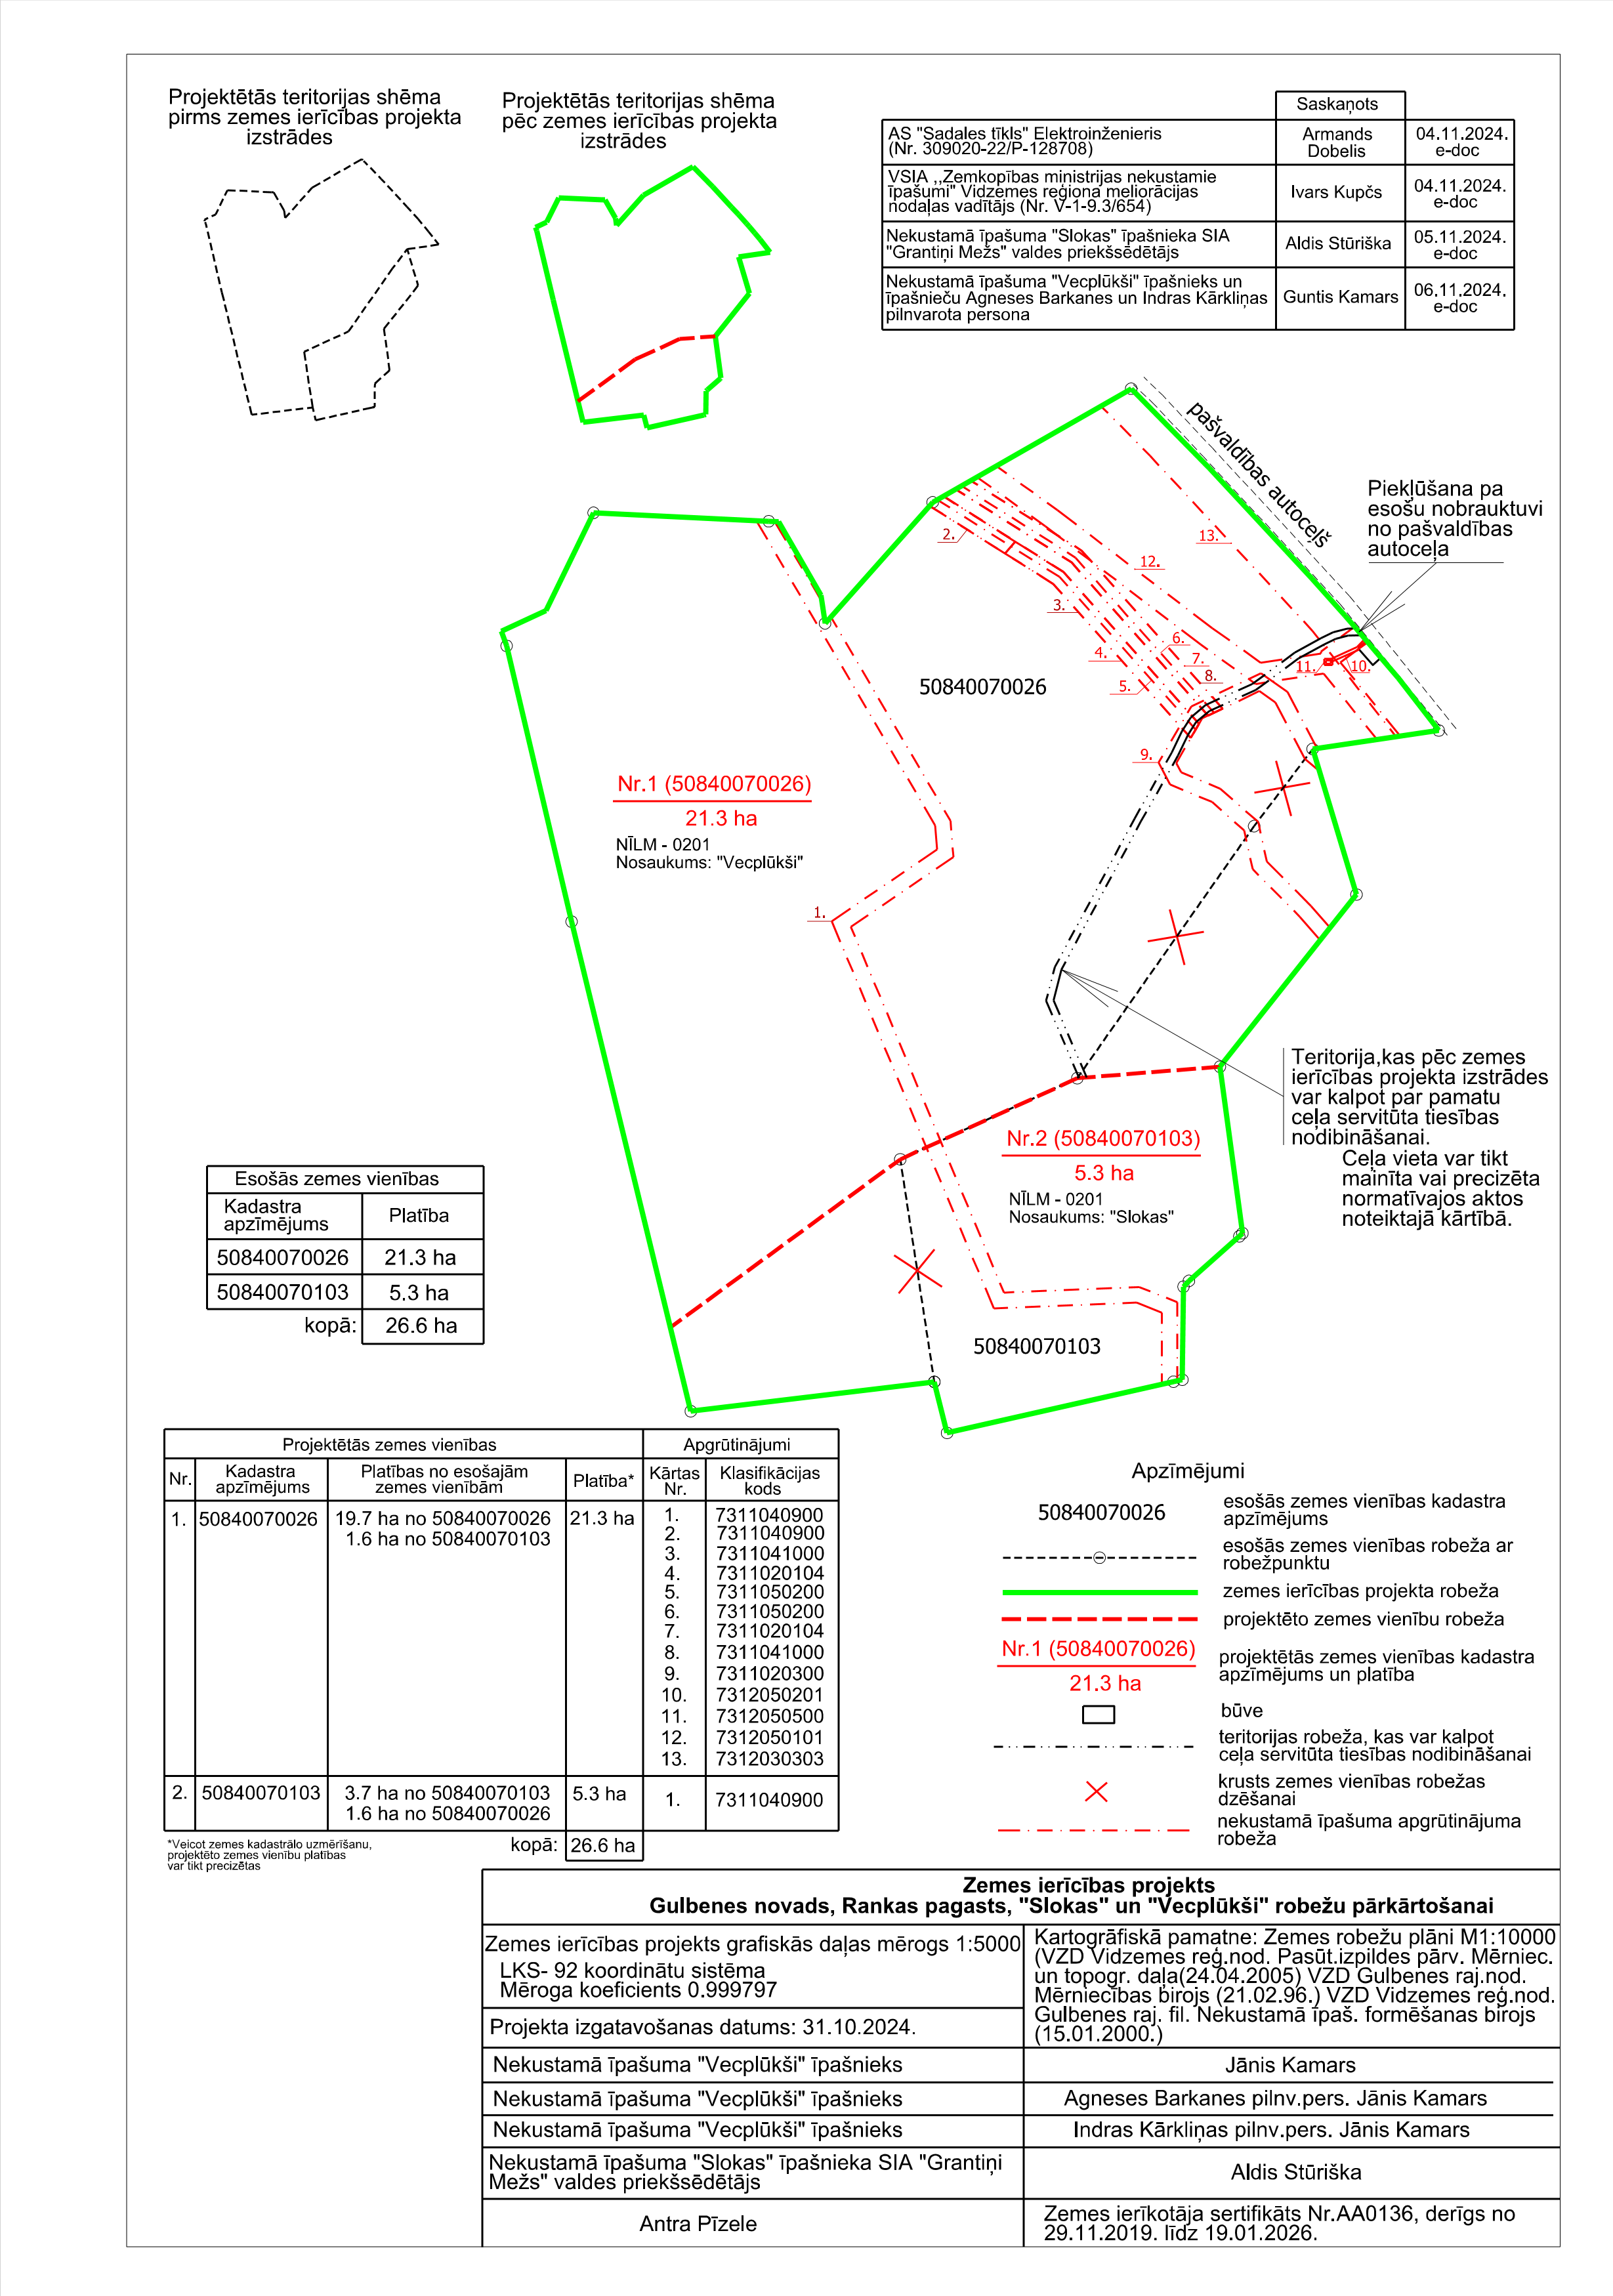 Projektētās teritorijas shēma
pirms zemes ierīcības projekta
izstrādes
Projektētās teritorijas shēma
pēc zemes ierīcības projekta
izstrādes
Saskaņots
AS "Sadales tīkls" Elektroinženieris
(Nr. 309020-22/P-128708)
Armands
Dobelis
04.11.2024.
e-doc
VSIA ,,Zemkopības ministrijas nekustamie
īpašumi" Vidzemes reģiona meliorācijas
nodaļas vadītājs (Nr. V-1-9.3/654)
Ivars Kupčs
04.11.2024.
e-doc
Nekustamā īpašuma "Slokas" īpašnieka SIA
"Grantiņi Mežs" valdes priekšsēdētājs
Aldis Stūriška
05.11.2024.
e-doc
Nekustamā īpašuma "Vecplūkši" īpašnieks un
īpašnieču Agneses Barkanes un Indras Kārkliņas
pilnvarota persona
Guntis Kamars
06.11.2024.
e-doc
pašvaldības autoceļš
Piekļūšana pa
esošu nobrauktuvi
no pašvaldības
autoceļa
2.
13.
12.
3.
6.
4.
7.
11.
10.
5.
8.
9.
1.
50840070026
Nr.1 (50840070026)
21.3 ha
NĪLM - 0201
Nosaukums: "Vecplūkši"
Teritorija,kas pēc zemes
ierīcības projekta izstrādes
var kalpot par pamatu
ceļa servitūta tiesības
nodibināšanai.
Ceļa vieta var tikt
mainīta vai precizēta
normatīvajos aktos
noteiktajā kārtībā.
Nr.2 (50840070103)
5.3 ha
NĪLM - 0201
Nosaukums: "Slokas"
50840070103
Esošās zemes vienības
Kadastra
apzīmējums
Platība
50840070026 21.3 ha
50840070103 5.3 ha
kopā: 26.6 ha
Projektētās zemes vienības
Apgrūtinājumi
Nr.
Kadastra
apzīmējums
Platības no esošajām
zemes vienībām
Platība*
Kārtas
Nr.
Klasifikācijas
kods
1. 50840070026 19.7 ha no 50840070026 21.3 ha
1.6 ha no 50840070103
1. 7311040900
2. 7311040900
3. 7311041000
4. 7311020104
5. 7311050200
6. 7311050200
7. 7311020104
8. 7311041000
9. 7311020300
10. 7312050201
11. 7312050500
12. 7312050101
13. 7312030303
2. 50840070103 3.7 ha no 50840070103 5.3 ha
1.6 ha no 50840070026
1. 7311040900
kopā: 26.6 ha
*Veicot zemes kadastrālo uzmērīšanu,
projektēto zemes vienību platības
var tikt precizētas
Apzīmējumi
50840070026
esošās zemes vienības kadastra
apzīmējums
esošās zemes vienības robeža ar
robežpunktu
zemes ierīcības projekta robeža
projektēto zemes vienību robeža
Nr.1 (50840070026)
21.3 ha
projektētās zemes vienības kadastra
apzīmējums un platība
būve
teritorijas robeža, kas var kalpot
ceļa servitūta tiesības nodibināšanai
krusts zemes vienības robežas
dzēšanai
nekustamā īpašuma apgrūtinājuma
robeža
Zemes ierīcības projekts
Gulbenes novads, Rankas pagasts, "Slokas" un "Vecplūkši" robežu pārkārtošanai
Zemes ierīcības projekts grafiskās daļas mērogs 1:5000
LKS- 92 koordinātu sistēma
Mēroga koeficients 0.999797
Projekta izgatavošanas datums: 31.10.2024.
Kartogrāfiskā pamatne: Zemes robežu plāni M1:10000
(VZD Vidzemes reģ.nod. Pasūt.izpildes pārv. Mērniec.
un topogr. daļa(24.04.2005) VZD Gulbenes raj.nod.
Mērniecības birojs (21.02.96.) VZD Vidzemes reģ.nod.
Gulbenes raj. fil. Nekustamā īpaš. formēšanas birojs
(15.01.2000.)
Nekustamā īpašuma "Vecplūkši" īpašnieks
Jānis Kamars
Nekustamā īpašuma "Vecplūkši" īpašnieks
Agneses Barkanes pilnv.pers. Jānis Kamars
Nekustamā īpašuma "Vecplūkši" īpašnieks
Indras Kārkliņas pilnv.pers. Jānis Kamars
Nekustamā īpašuma "Slokas" īpašnieka SIA "Grantiņi
Mežs" valdes priekšsēdētājs
Aldis Stūriška
Antra Pīzele
Zemes ierīkotāja sertifikāts Nr.AA0136, derīgs no
29.11.2019. līdz 19.01.2026.